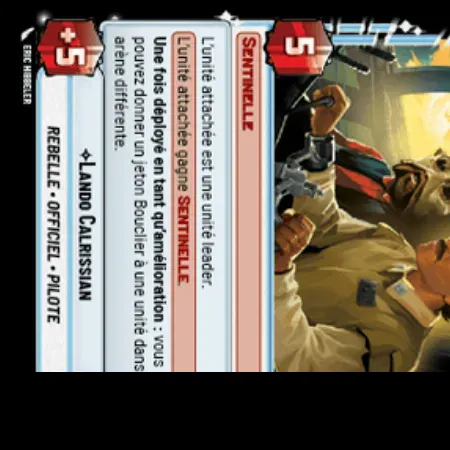 5
SENTINELLE
L'unité attachée est une unité leader.
L'unité attachée gagne SENTINELLE.
Une fois déployé en tant qu'amélioration : vous
pouvez donner un jeton Bouclier à une unité dans
arène différente.
+5
LANDO CALRISSIAN
REBELLE • OFFICIEL • PILOTE
ERIC HIBBELER